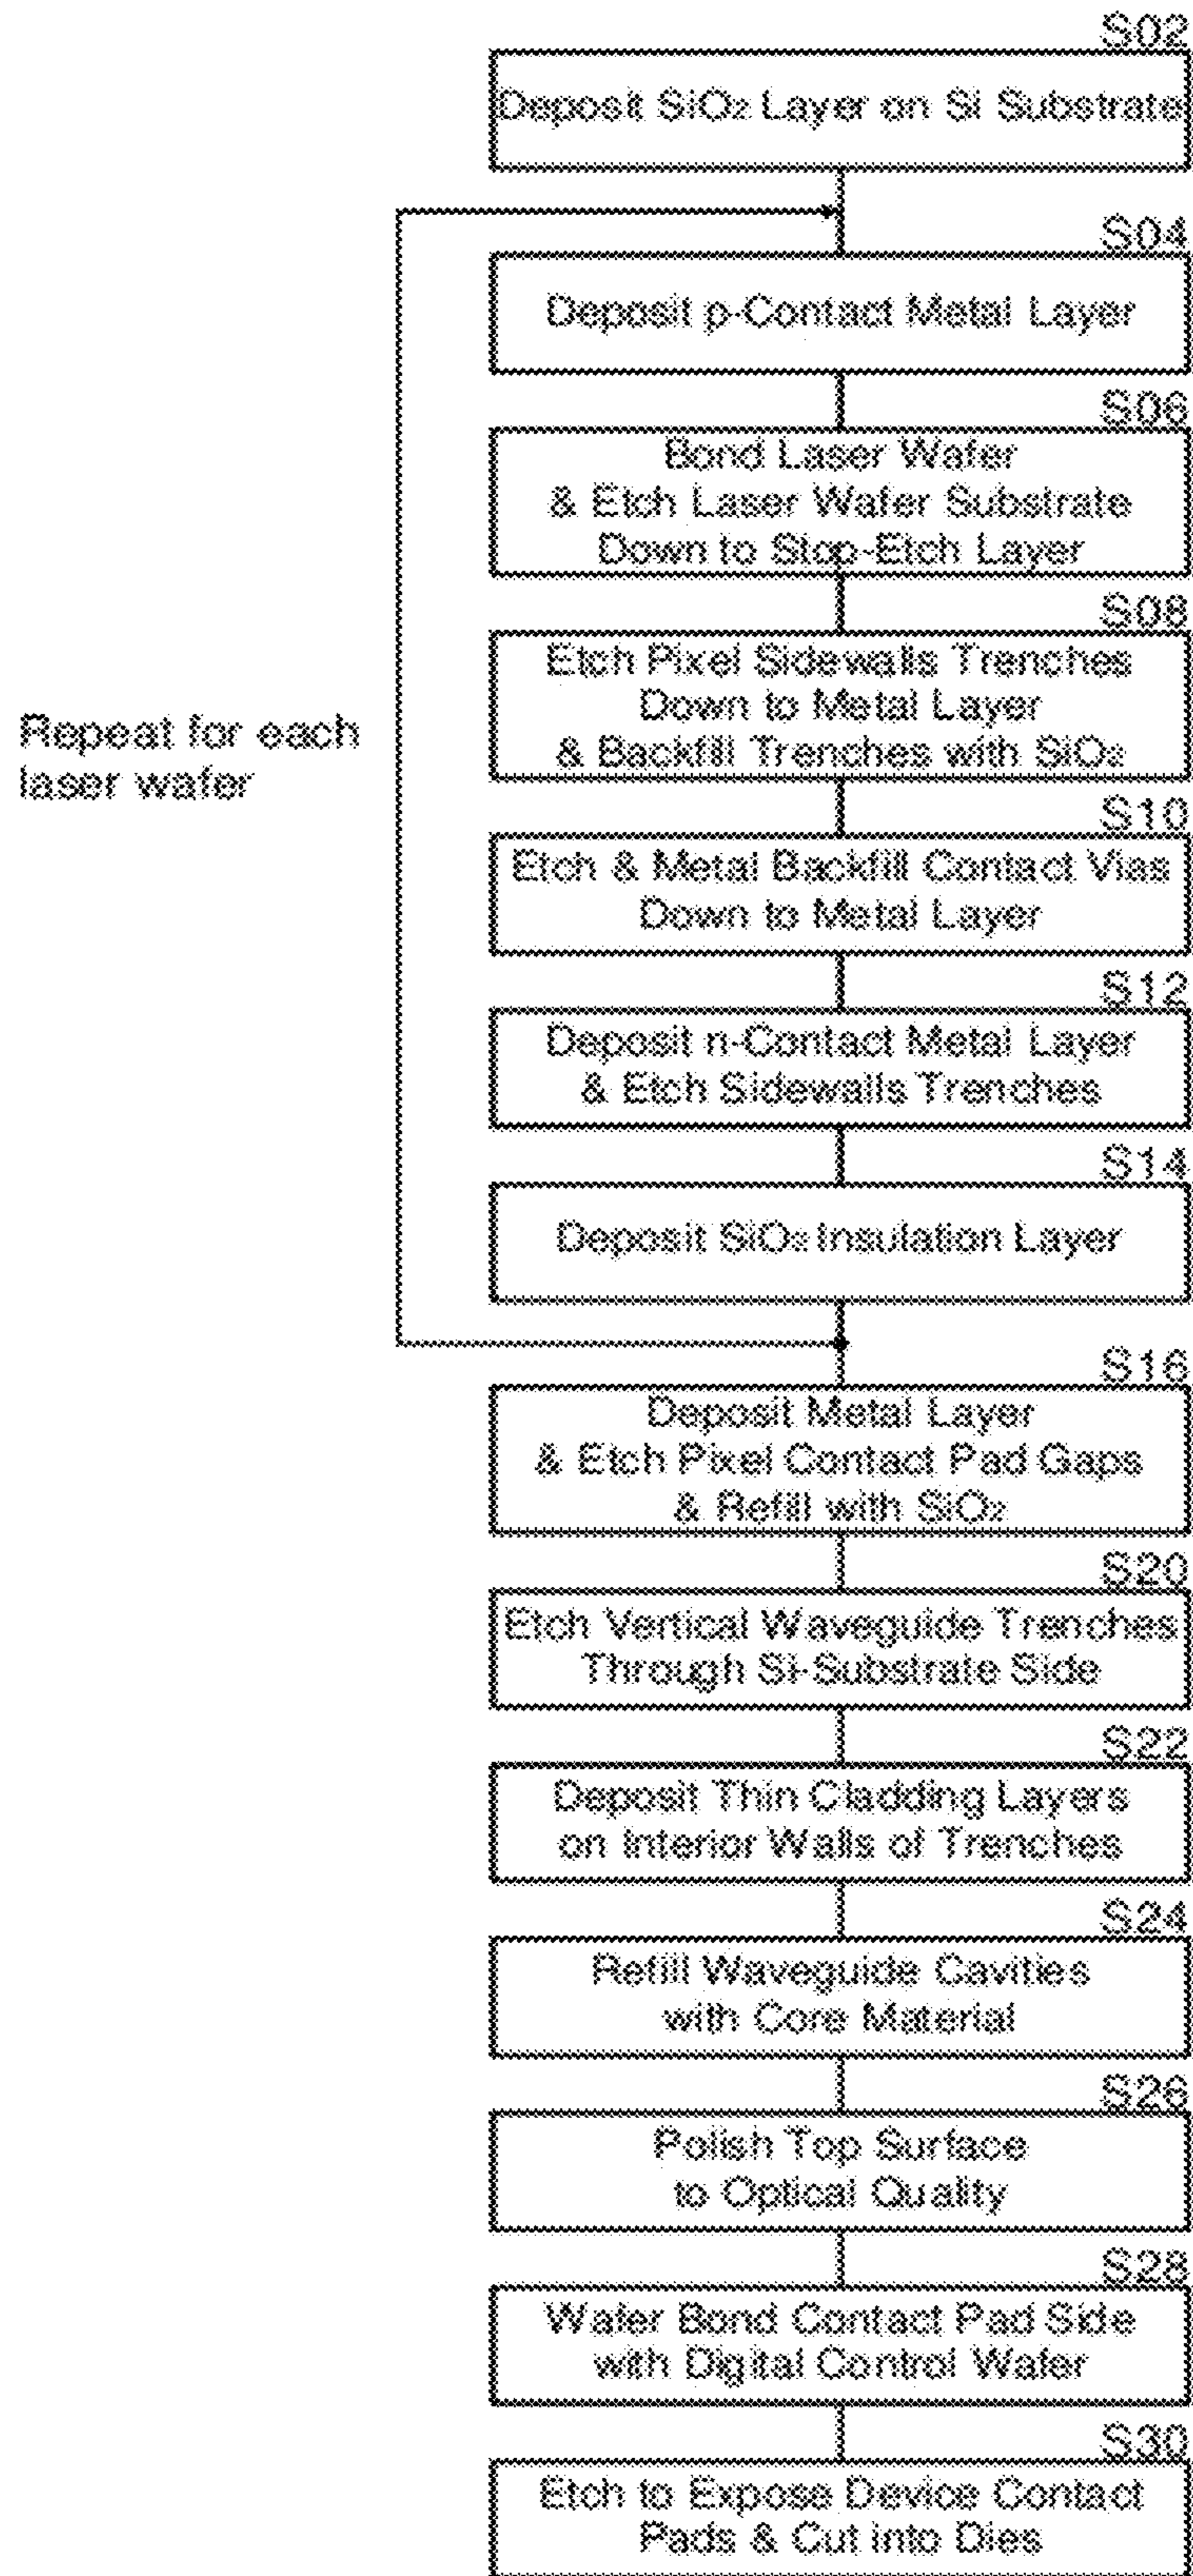 S02
Deposit SiO₂ Layer on Si Substrate
S04
Deposit p-Contact Metal Layer
S06
Bond Laser Wafer
& Etch Laser Wafer Substrate
Down to Stop-Etch Layer
S08
Etch Pixel Sidewalls Trenches
Down to Metal Layer
& Backfill Trenches with SiO₂
Repeat for each
laser wafer
S10
Etch & Metal Backfill Contact Vias
Down to Metal Layer
S12
Deposit n-Contact Metal Layer
& Etch Sidewalls Trenches
S14
Deposit SiO₂ Insulation Layer
S16
Deposit Metal Layer
& Etch Pixel Contact Pad Gaps
& Refill with SiO₂
S20
Etch Vertical Waveguide Trenches
Through Si-Substrate Side
S22
Deposit Thin Cladding Layers
on Interior Walls of Trenches
S24
Refill Waveguide Cavities
with Core Material
S26
Polish Top Surface
to Optical Quality
S28
Wafer Bond Contact Pad Side
with Digital Control Wafer
S30
Etch to Expose Device Contact
Pads & Cut into Dies